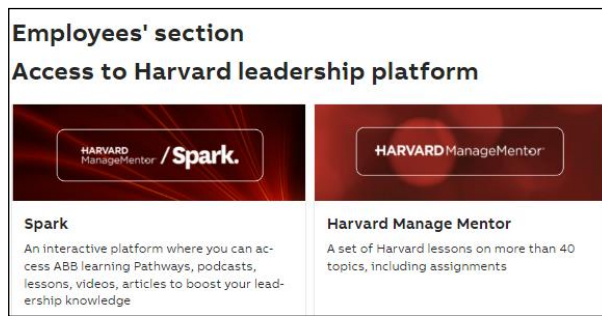 Employees' section
Access to Harvard leadership platform
HARVARD
ManageMentor / Spark.
HARVARD ManageMentor
Spark
An interactive platform where you can ac-
cess ABB learning Pathways, podcasts,
lessons, videos, articles to boost your lead-
ership knowledge
Harvard Manage Mentor
A set of Harvard lessons on more than 40
topics, including assignments